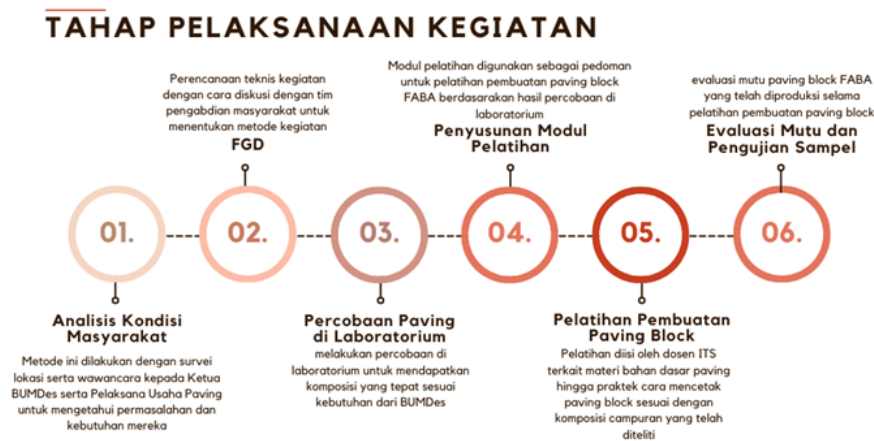 TAHAP PELAKSANAAN KEGIATAN
Perencanaan teknis kegiatan
dengan cara diskusi dengan tim
pengabdian masyarakat untuk
menentukan metode kegiatan
FGD
Modul pelatihan digunakan sebagai pedoman
untuk pelatihan pembuatan paving block
FABA berdasarakan hasil percobaan di
laboratorium
Penyusunan Modul
Pelatihan
evaluasi mutu paving block FABA
yang telah diproduksi selama
pelatihan pembuatan paving block
Evaluasi Mutu dan
Pengujian Sampel
01.
02.
03.
04.
05.
06.
Analisis Kondisi
Masyarakat
Metode ini dilakukan dengan survei
lokasi serta wawancara kepada Ketua
BUMDes serta Pelaksana Usaha Paving
untuk mengetahui permasalahan dan
kebutuhan mereka
Percobaan Paving
di Laboratorium
melakukan percobaan di
laboratorium untuk mendapatkan
komposisi yang tepat sesuai
kebutuhan dari BUMDes
Pelatihan Pembuatan
Paving Block
Pelatihan diisi oleh dosen ITS
terkait materi bahan dasar paving
hingga praktek cara mencetak
paving block sesuai dengan
komposisi campuran yang telah
diteliti